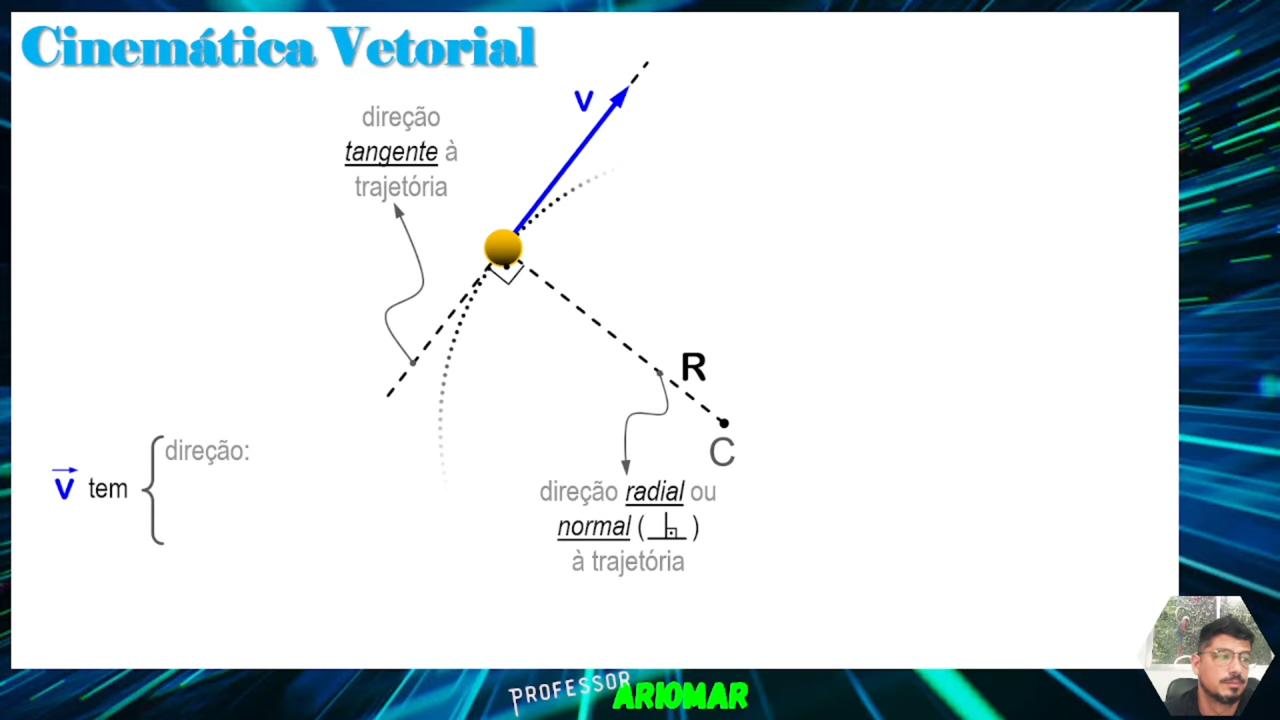 Cinemática Vetorial
v
direção
tangente à
trajetória
R
C
direção:
v tem
direção radial ou
normal ( )
à trajetória
PROFESSOR
ARIOMAR